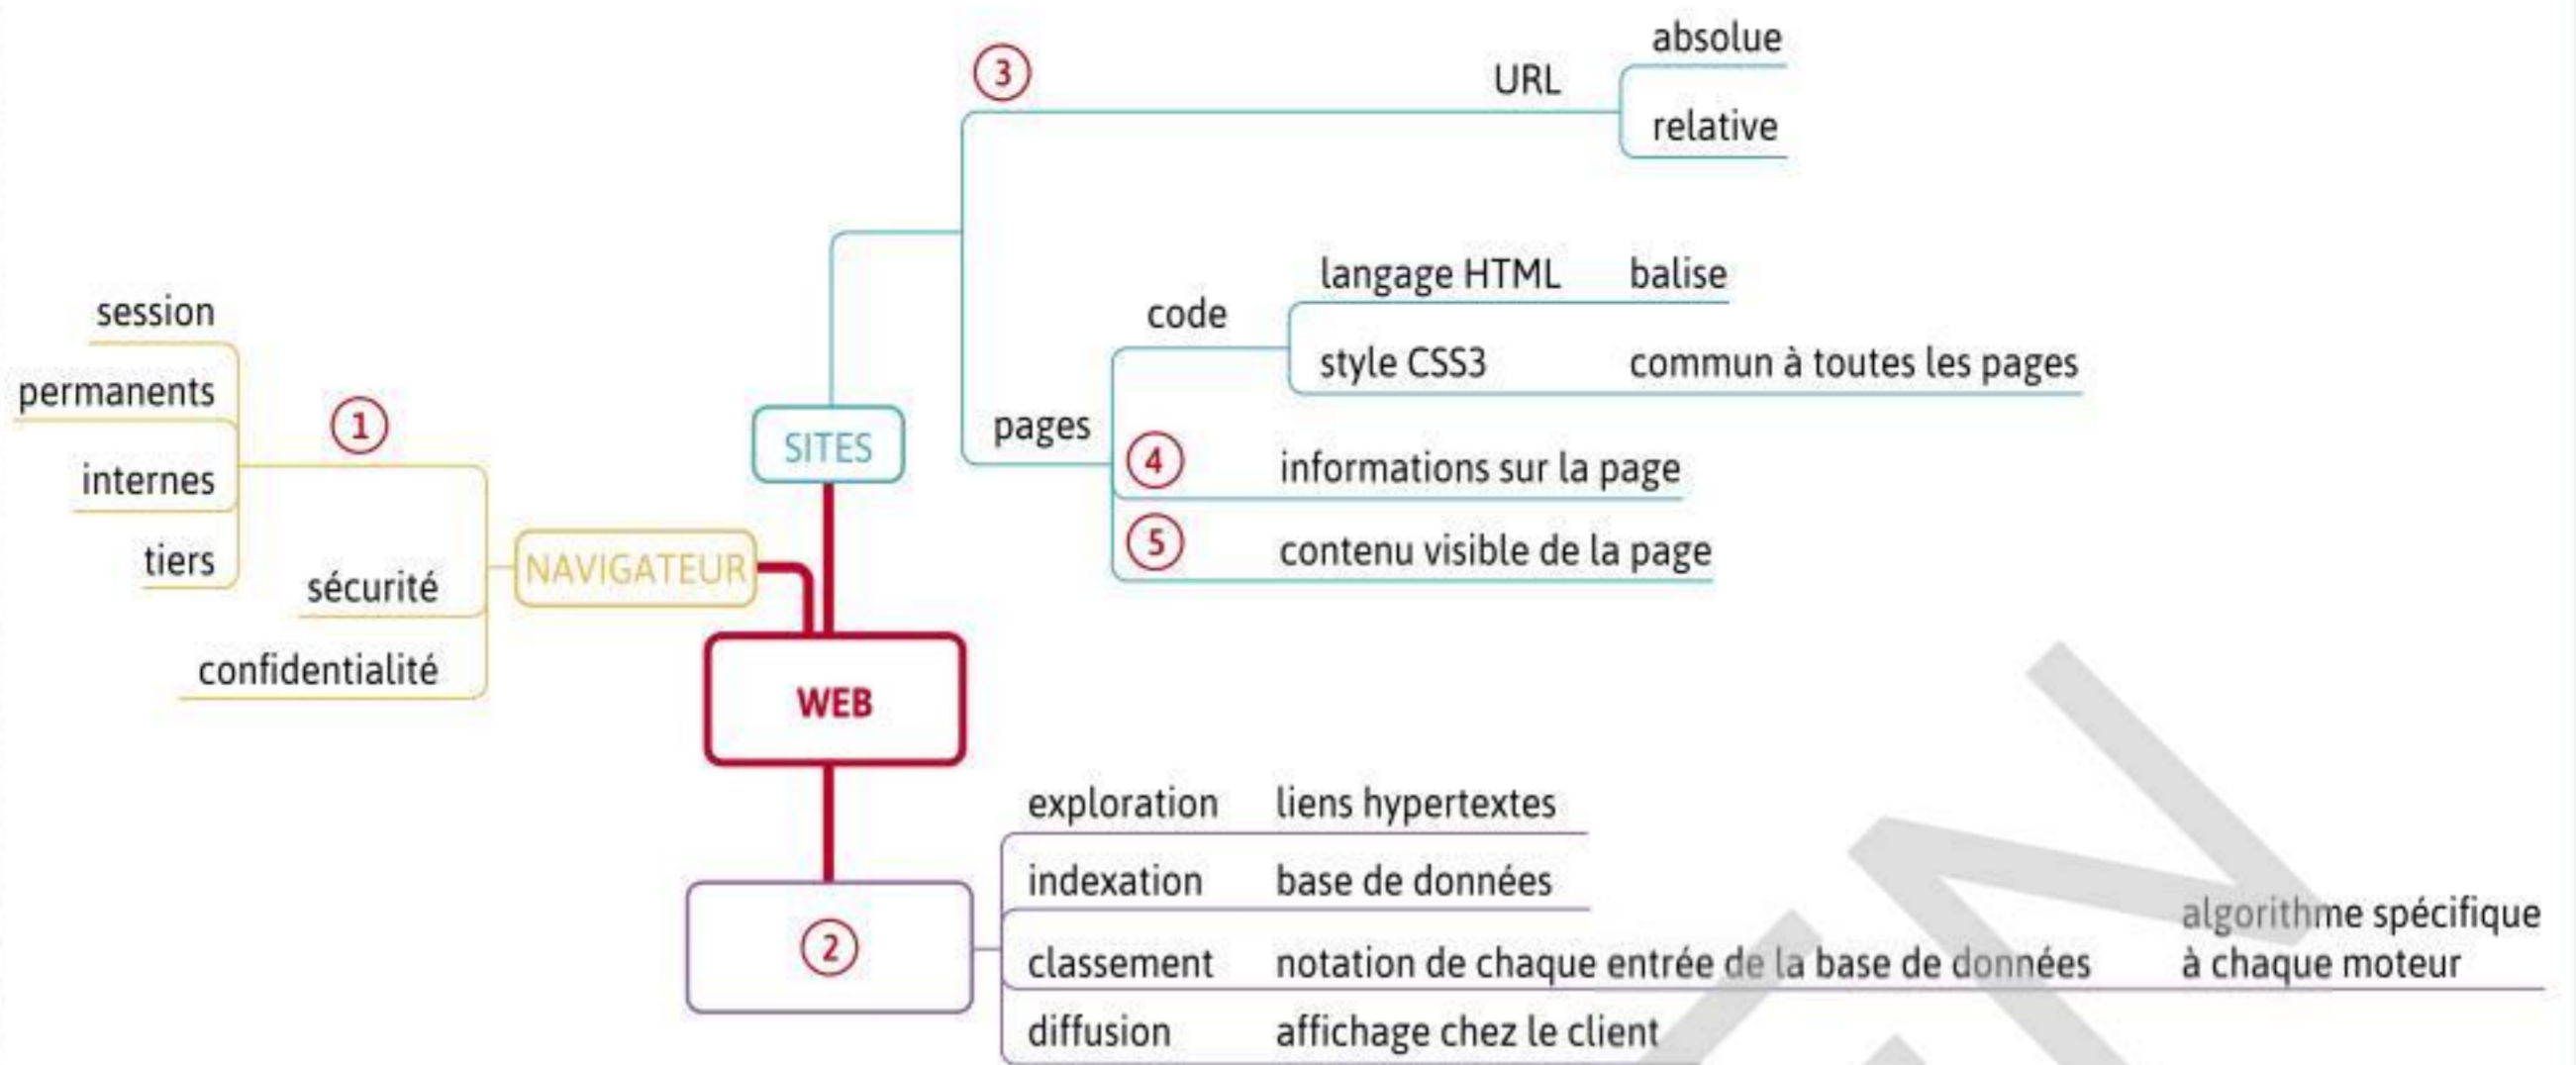 absolue
3
URL
relative
langage HTML balise
code
style CSS3 commun à toutes les pages
pages
4 informations sur la page
5 contenu visible de la page
SITES
session
permanents
1
internes
tiers
sécurité
confidentialité
NAVIGATEUR
WEB
2
exploration liens hypertextes
indexation base de données
classement notation de chaque entrée de la base de données
algorithme spécifique
à chaque moteur
diffusion affichage chez le client